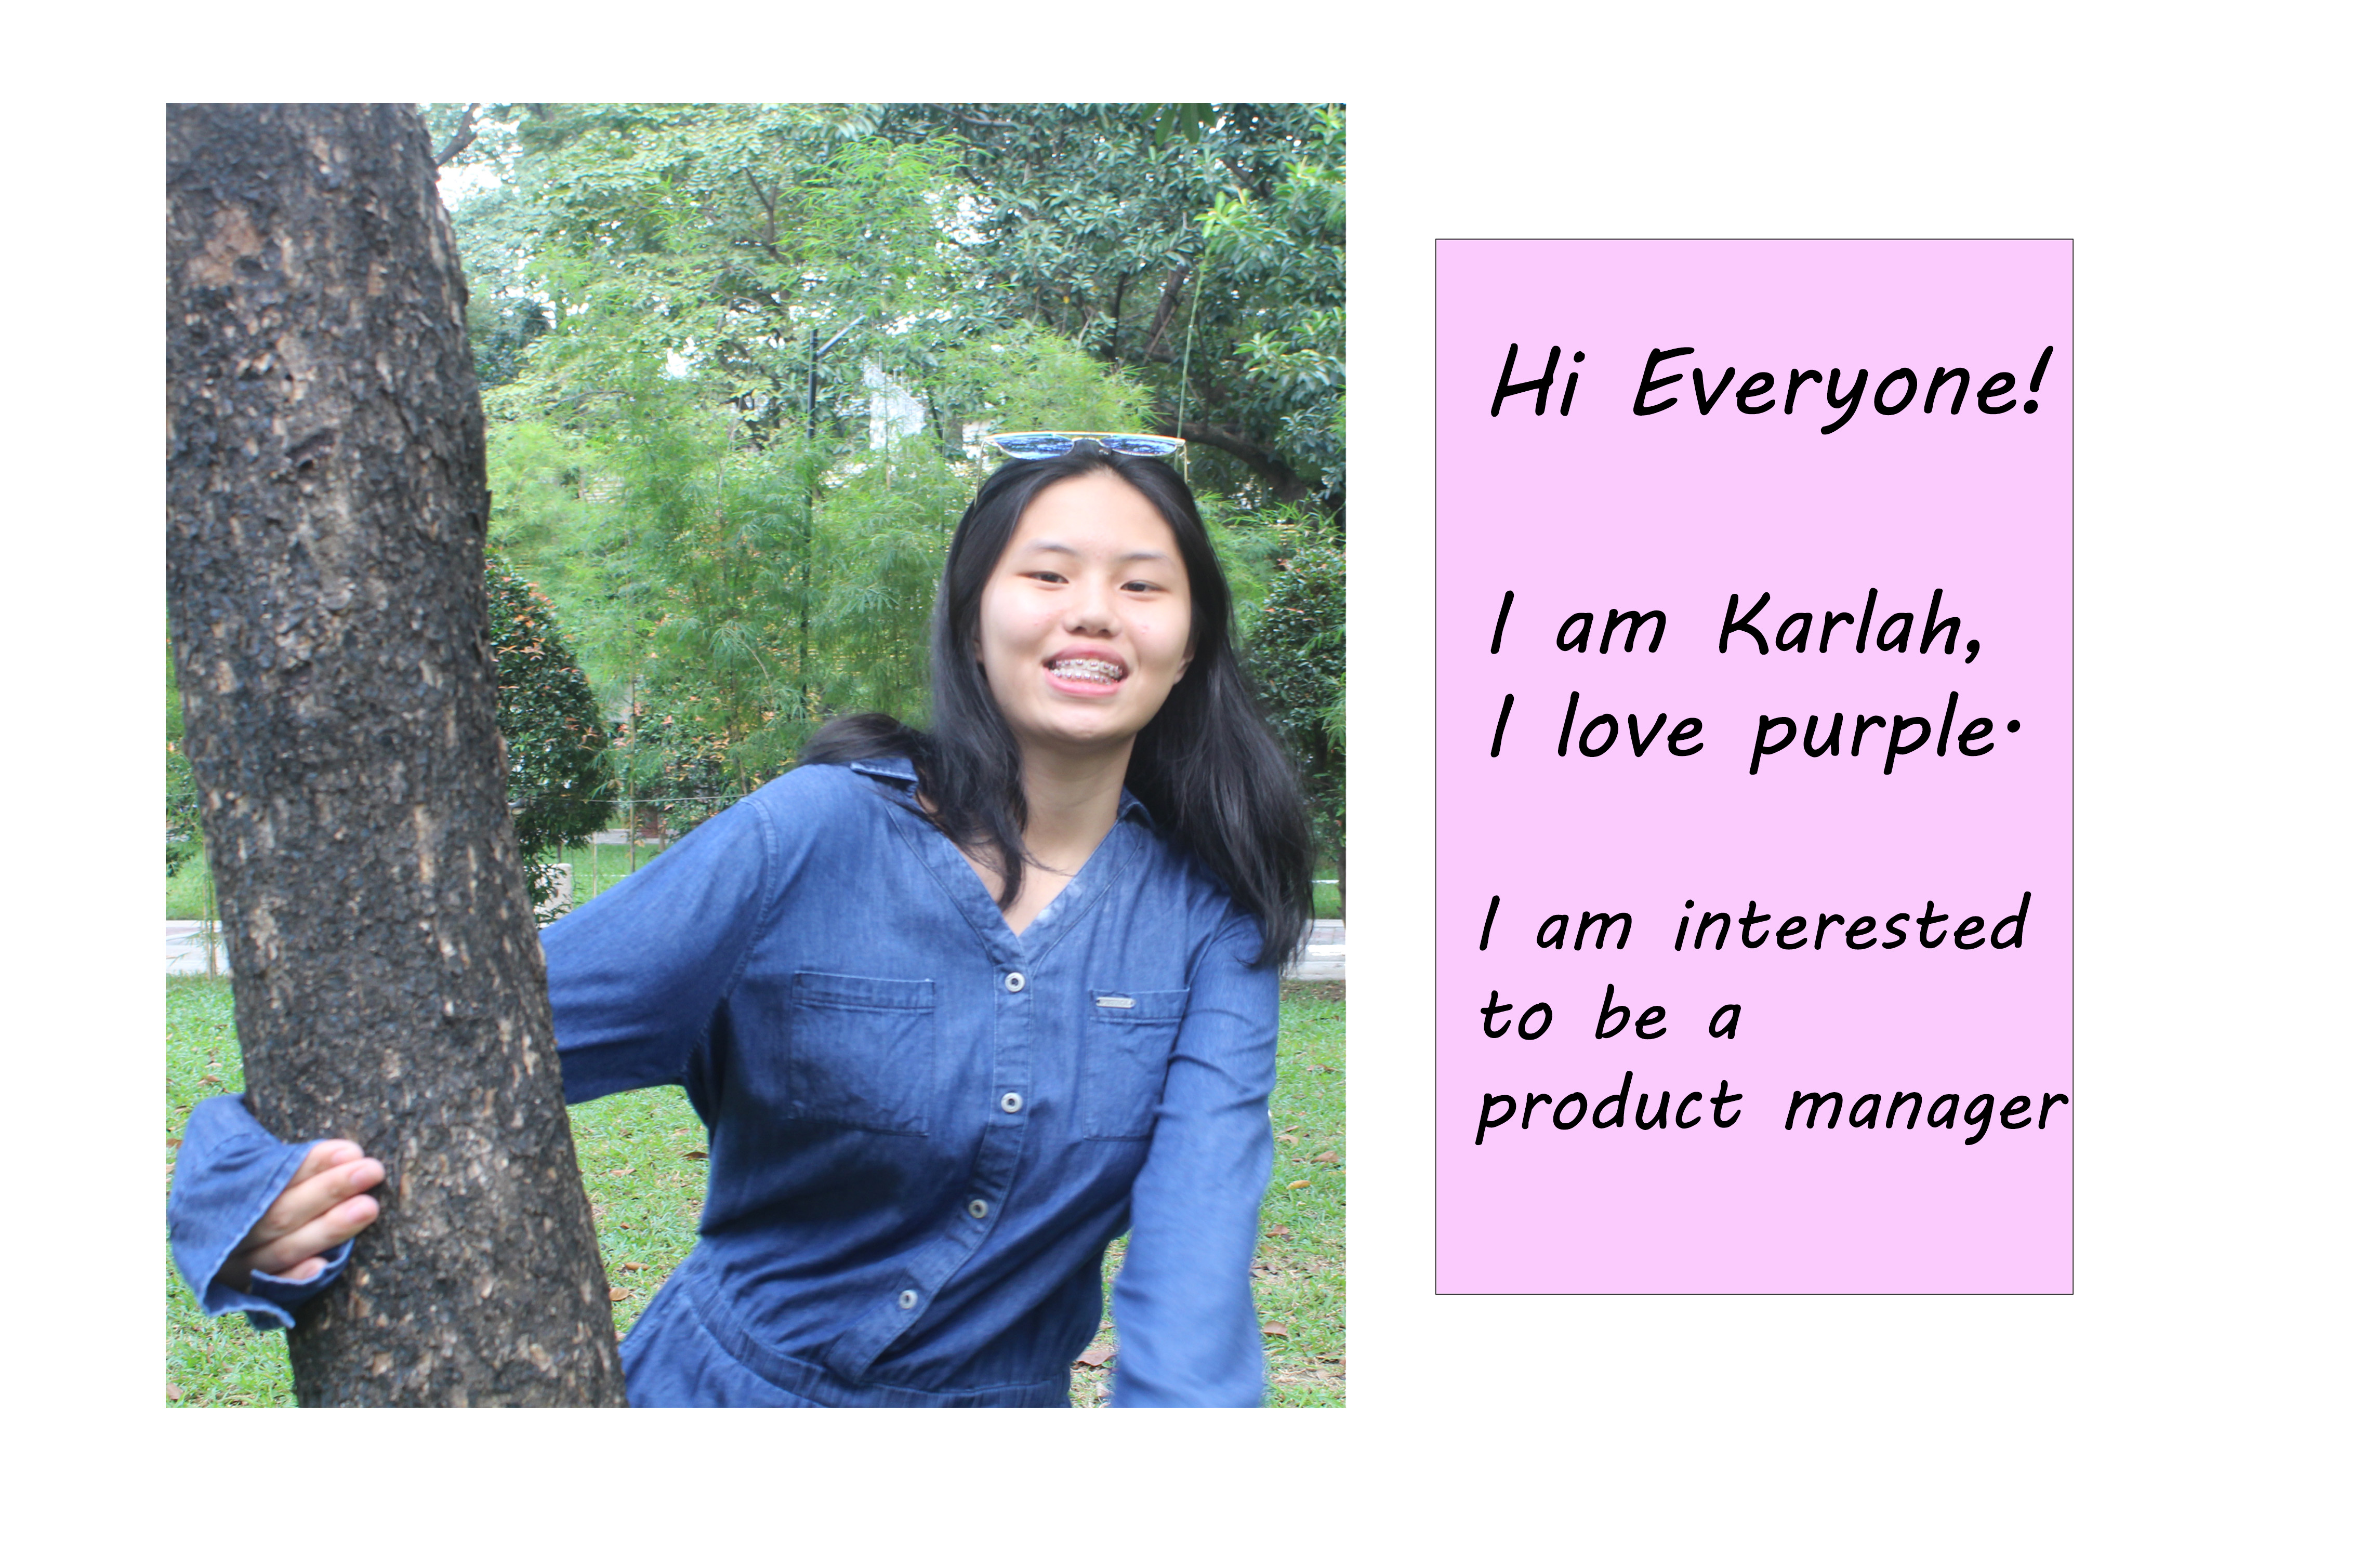 Hi Everyone!
I am Karlah,
I love purple.
I am interested
to be a
product manager